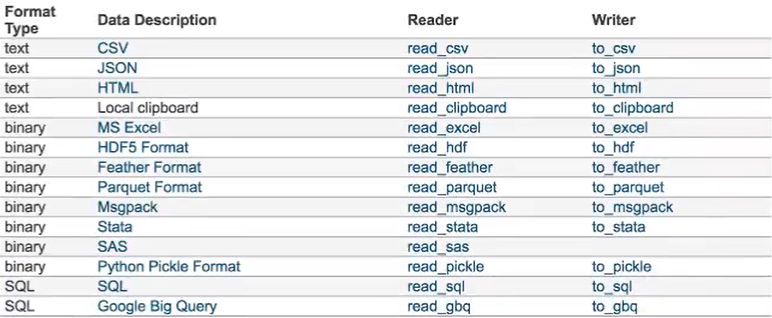 Format Type Data Description Reader Writer
text CSV read_csv to_csv
text JSON read_json to_json
text HTML read_html to_html
text Local clipboard read_clipboard to_clipboard
binary MS Excel read_excel to_excel
binary HDF5 Format read_hdf to_hdf
binary Feather Format read_feather to_feather
binary Parquet Format read_parquet to_parquet
binary Msgpack read_msgpack to_msgpack
binary Stata read_stata to_stata
binary SAS read_sas
binary Python Pickle Format read_pickle to_pickle
SQL SQL read_sql to_sql
SQL Google Big Query read_gbq to_gbq